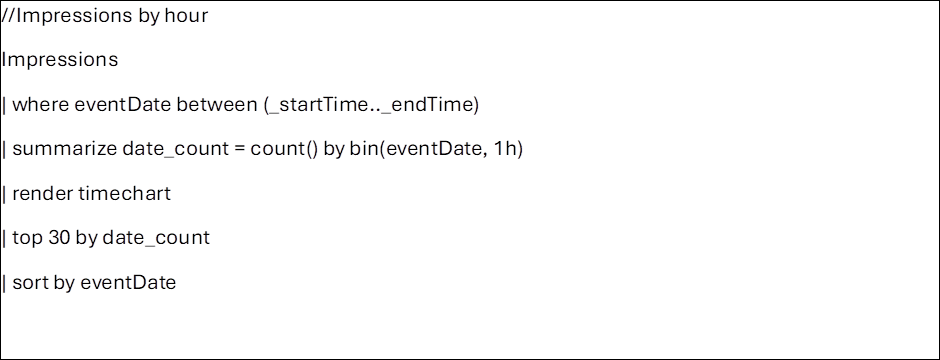 //Impressions by hour
Impressions
| where eventDate between (_startTime.._endTime)
| summarize date_count = count() by bin(eventDate, 1h)
| render timechart
| top 30 by date_count
| sort by eventDate